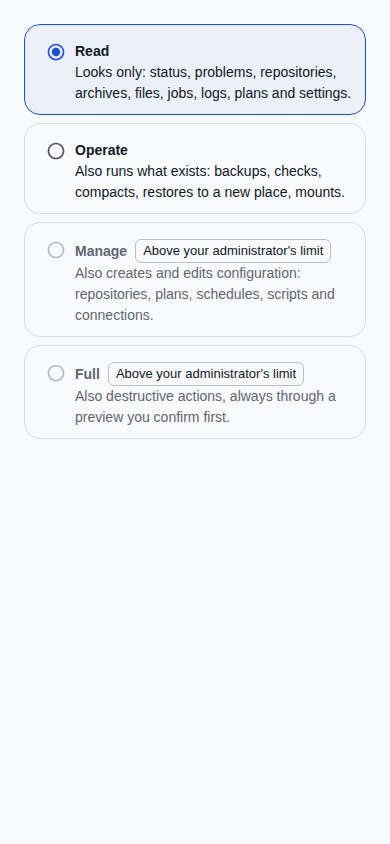 Read
Looks only: status, problems, repositories,
archives, files, jobs, logs, plans and settings.
Operate
Also runs what exists: backups, checks,
compacts, restores to a new place, mounts.
Manage Above your administrator's limit
Also creates and edits configuration:
repositories, plans, schedules, scripts and
connections.
Full Above your administrator's limit
Also destructive actions, always through a
preview you confirm first.